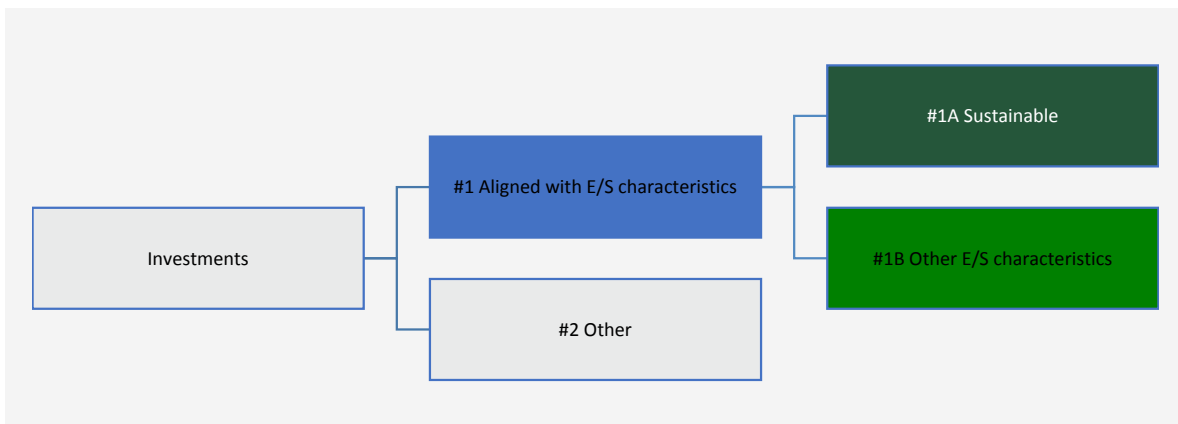 Investments
#1 Aligned with E/S characteristics
#2 Other
#1A Sustainable
#1B Other E/S characteristics